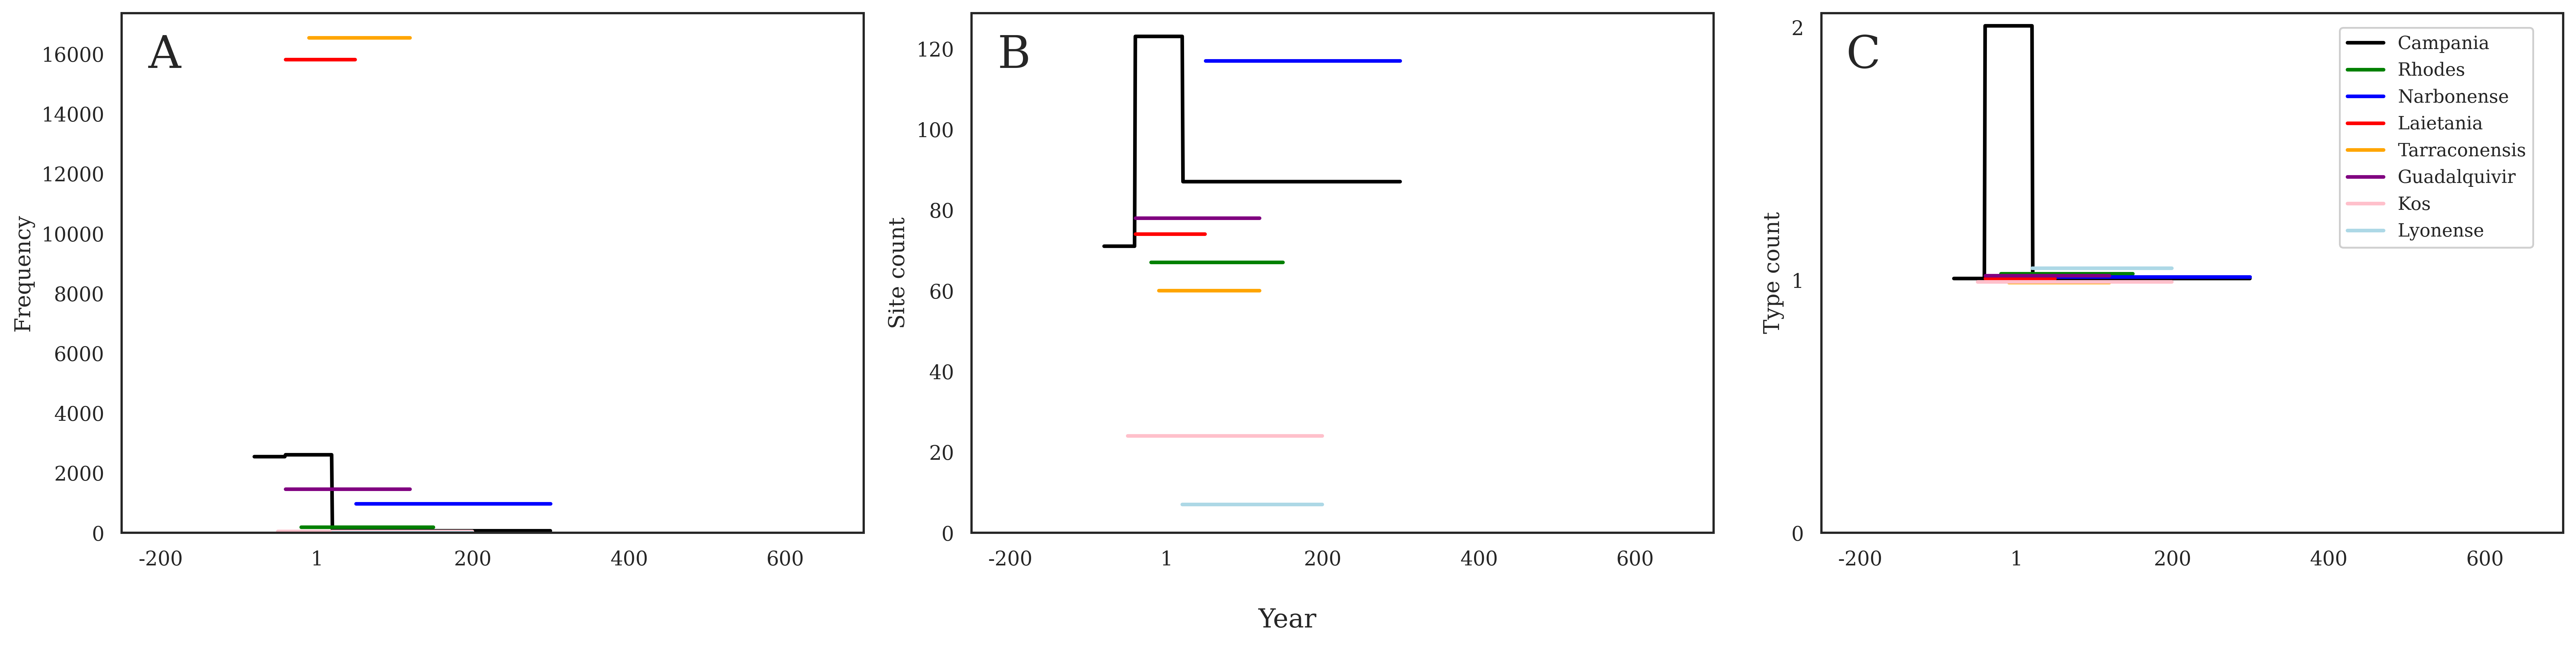 A
Frequency
16000
14000
12000
10000
8000
6000
4000
2000
0
-200 1 200 400 600
B
Site count
120
100
80
60
40
20
0
-200 1 200 400 600
Year
C
Type count
2
1
0
-200 1 200 400 600
Campania
Rhodes
Narbonense
Laietania
Tarraconensis
Guadalquivir
Kos
Lyonense